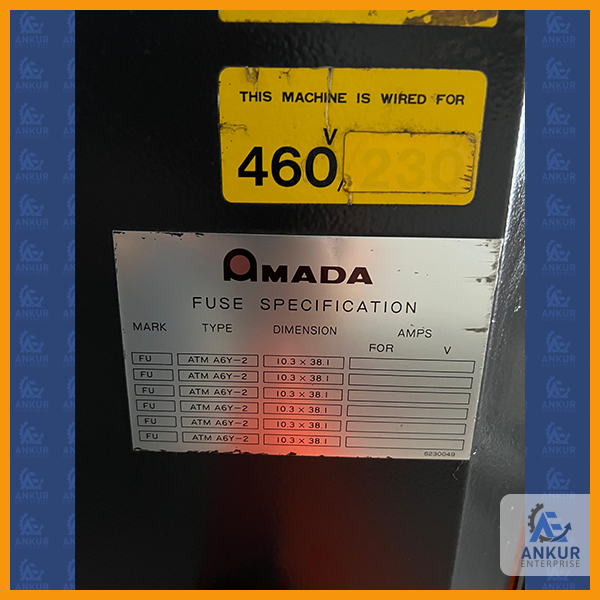 THIS MACHINE IS WIRED FOR
V
460/230
AMADA
FUSE SPECIFICATION
MARK TYPE DIMENSION AMPS
FOR V
FU ATM A6Y-2 10.3 × 38.1
FU ATM A6Y-2 10.3 × 38.1
FU ATM A6Y-2 10.3 × 38.1
FU ATM A6Y-2 10.3 × 38.1
FU ATM A6Y-2 10.3 × 38.1
FU ATM A6Y-2 10.3 × 38.1
6230049
ANKUR
ENTERPRISE